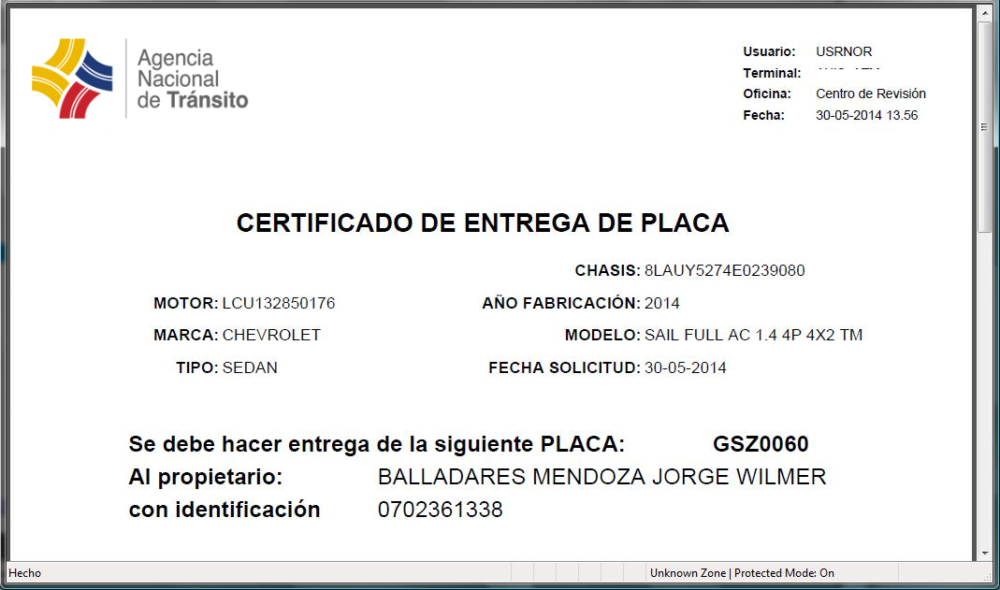 Agencia
Nacional
de Tránsito
Usuario: USRNOR
Terminal:
Oficina: Centro de Revisión
Fecha: 30-05-2014 13.56
CERTIFICADO DE ENTREGA DE PLACA
CHASIS: 8LAUY5274E0239080
MOTOR: LCU132850176 AÑO FABRICACIÓN: 2014
MARCA: CHEVROLET MODELO: SAIL FULL AC 1.4 4P 4X2 TM
TIPO: SEDAN FECHA SOLICITUD: 30-05-2014
Se debe hacer entrega de la siguiente PLACA: GSZ0060
Al propietario: BALLADARES MENDOZA JORGE WILMER
con identificación 0702361338
Hecho Unknown Zone | Protected Mode: On